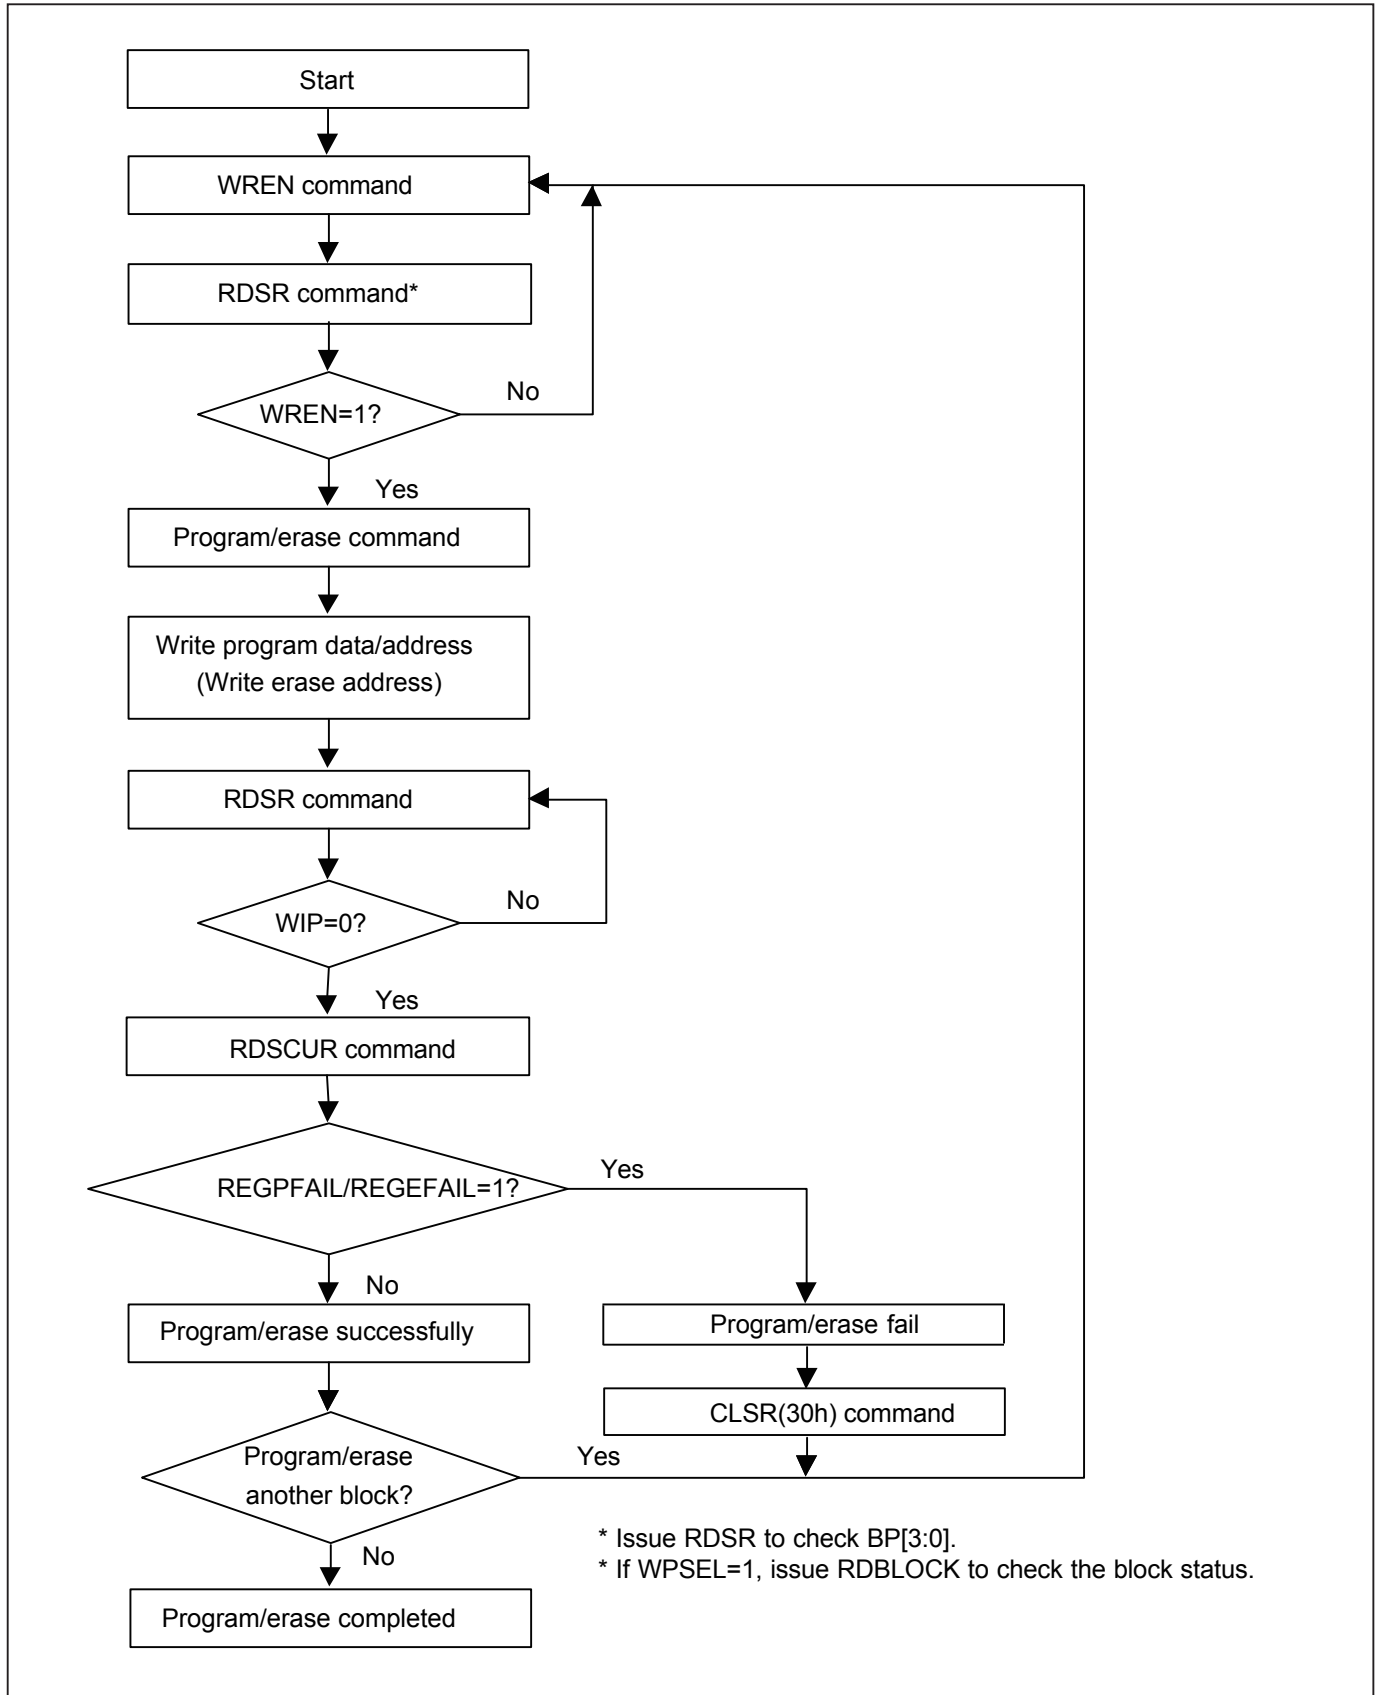 Start
WREN command
RDSR command*
WREN=1?
No
Yes
Program/erase command
Write program data/address
(Write erase address)
RDSR command
WIP=0?
No
Yes
RDSCUR command
REGPFAIL/REGEFAIL=1?
Yes
No
Program/erase successfully
Program/erase fail
CLSR(30h) command
Program/erase
another block?
Yes
No
* Issue RDSR to check BP[3:0].
* If WPSEL=1, issue RDBLOCK to check the block status.
Program/erase completed